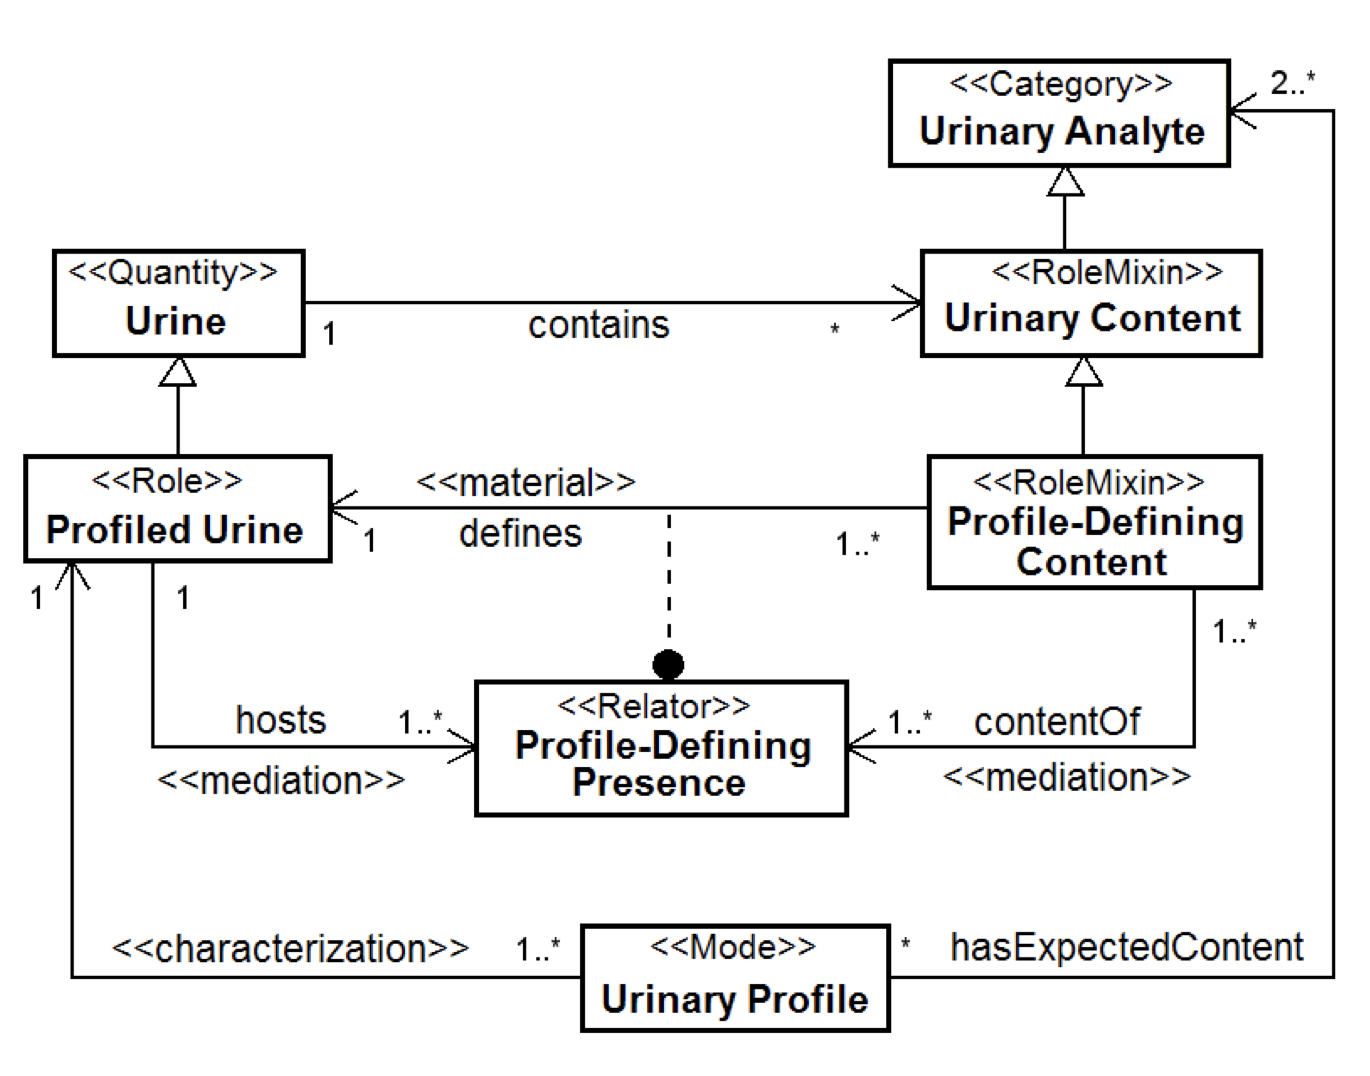 <<Category>>
Urinary Analyte
2..*
<<Quantity>>
Urine
1
contains
*
<<RoleMixin>>
Urinary Content
<<Role>>
Profiled Urine
<<material>>
defines
1
1..*
<<RoleMixin>>
Profile-Defining
Content
1
1
1..*
hosts
1..*
<<mediation>>
<<Relator>>
Profile-Defining
Presence
1..*
contentOf
<<mediation>>
<<characterization>>
1..*
<<Mode>>
Urinary Profile
*
hasExpectedContent